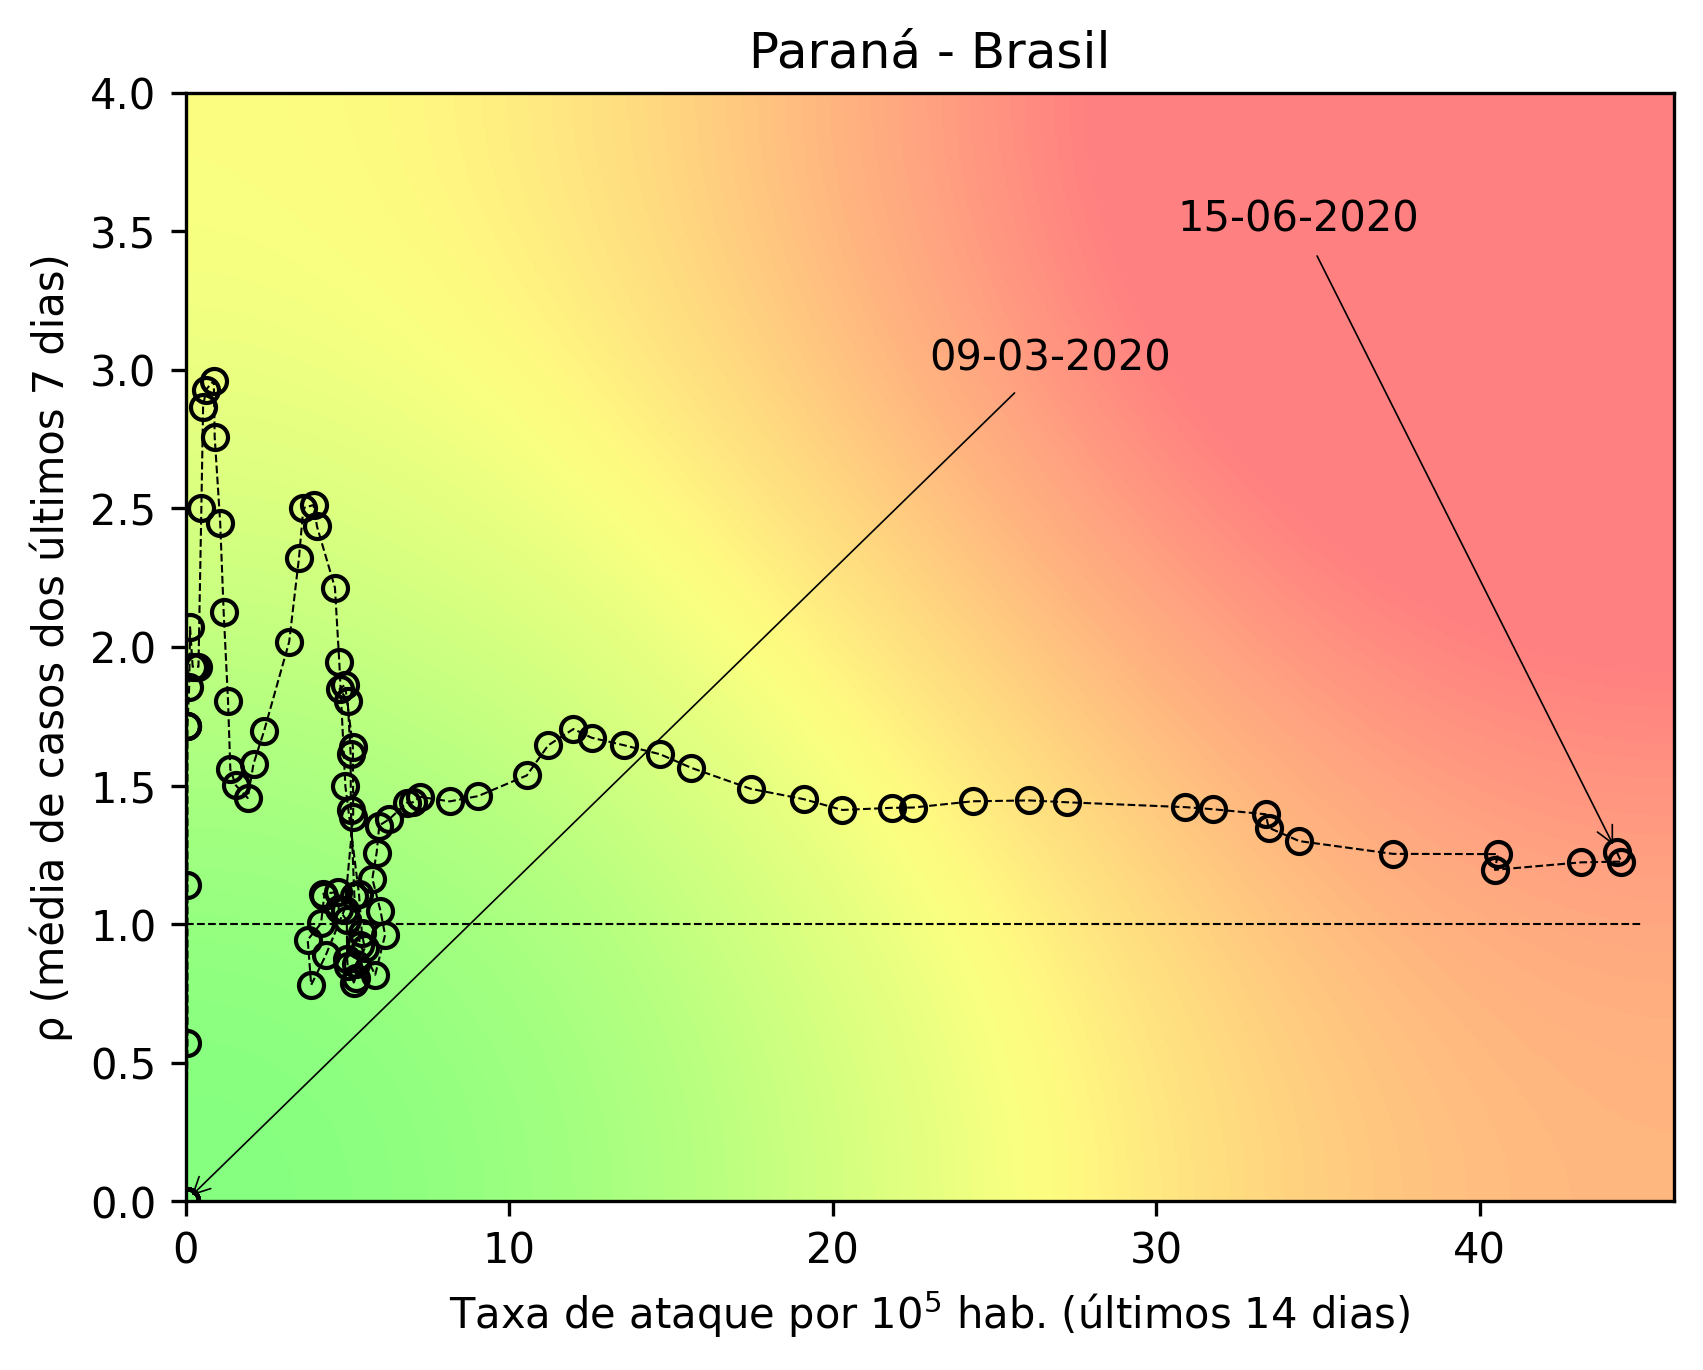 Paraná - Brasil
4.0
3.5
3.0
2.5
2.0
1.5
1.0
0.5
0.0
ρ (média de casos dos últimos 7 dias)
15-06-2020
09-03-2020
0 10 20 30 40
Taxa de ataque por 10⁵ hab. (últimos 14 dias)